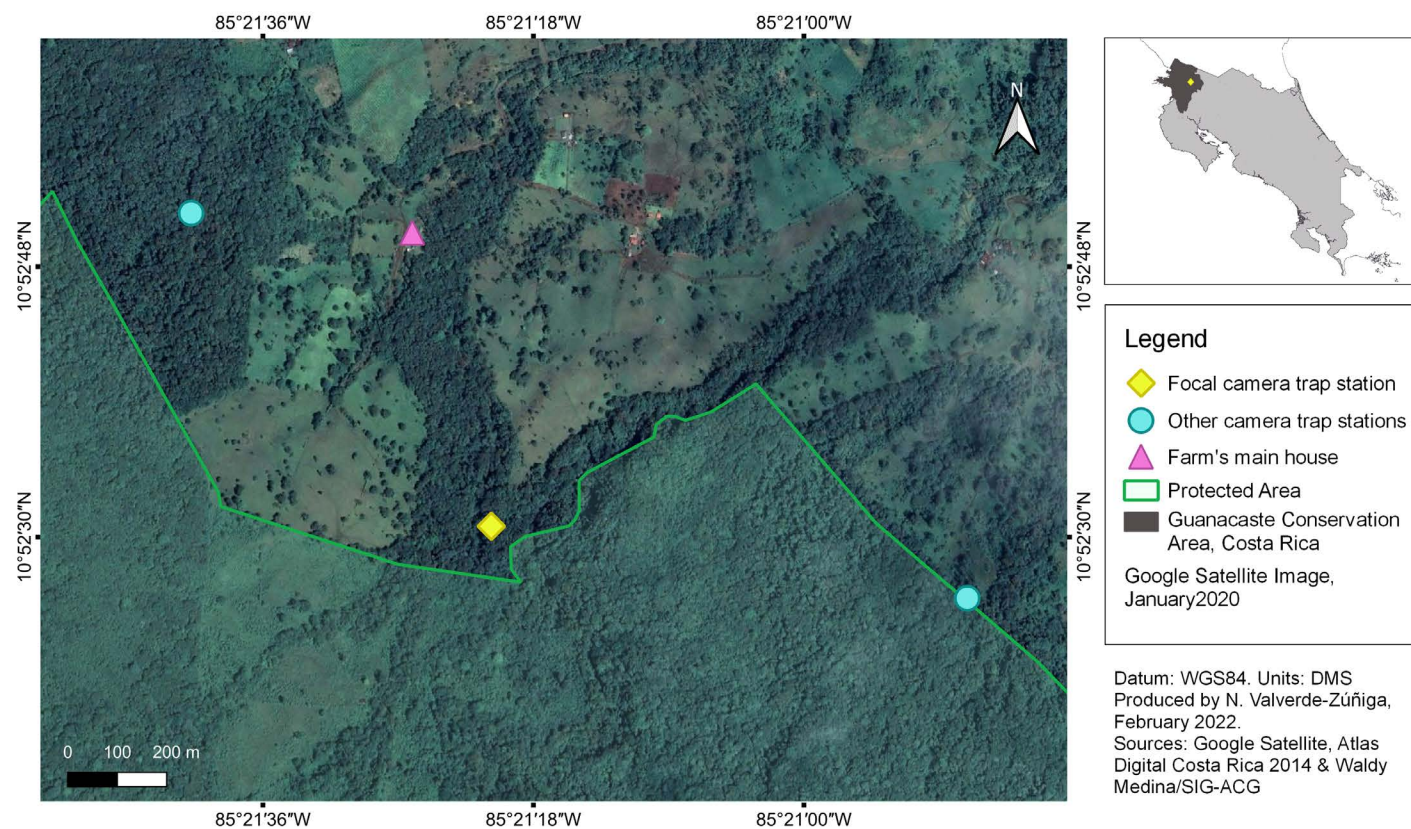 85°21'36"W
85°21'18"W
85°21'00"W
N
10°52'48"N
10°52'48"N
10°52'30"N
10°52'30"N
0 100 200 m
85°21'36"W
85°21'18"W
85°21'00"W
Legend
Focal camera trap station
Other camera trap stations
Farm's main house
Protected Area
Guanacaste Conservation
Area, Costa Rica
Google Satellite Image,
January2020
Datum: WGS84. Units: DMS
Produced by N. Valverde-Zúñiga,
February 2022.
Sources: Google Satellite, Atlas
Digital Costa Rica 2014 & Waldy
Medina/SIG-ACG